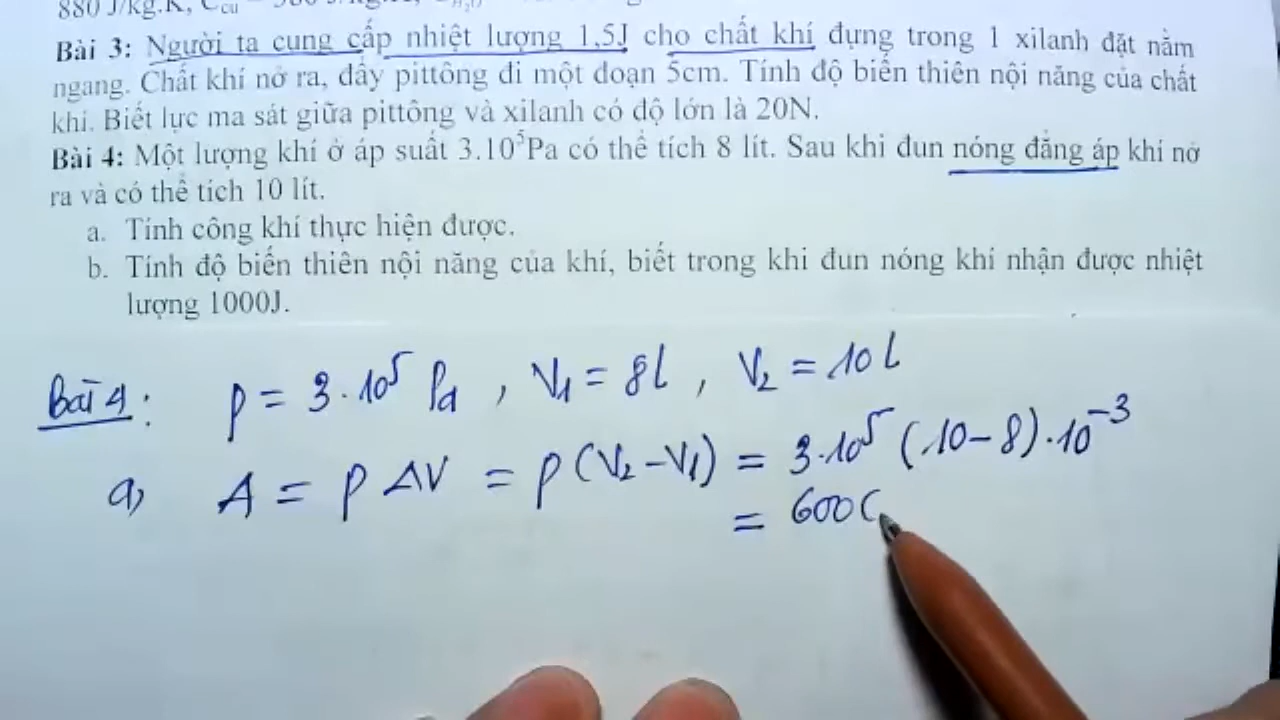 880 J/kg.K, C
Bài 3: Người ta cung cấp nhiệt lượng 1,5J cho chất khí đựng trong 1 xilanh đặt nằm
ngang. Chất khí nở ra, đẩy pittông đi một đoạn 5cm. Tính độ biến thiên nội năng của chất
khí. Biết lực ma sát giữa pittông và xilanh có độ lớn là 20N.
Bài 4: Một lượng khí ở áp suất 3.10⁵Pa có thể tích 8 lít. Sau khi đun nóng đẳng áp khí nở
ra và có thể tích 10 lít.
a. Tính công khí thực hiện được.
b. Tính độ biến thiên nội năng của khí, biết trong khi đun nóng khí nhận được nhiệt
lượng 1000J.
Bài 4: p = 3.10⁵ Pa, V₁ = 8l, V₂ = 10l
a, A = pΔV = p(V₂-V₁) = 3.10⁵(10-8).10⁻³
= 600